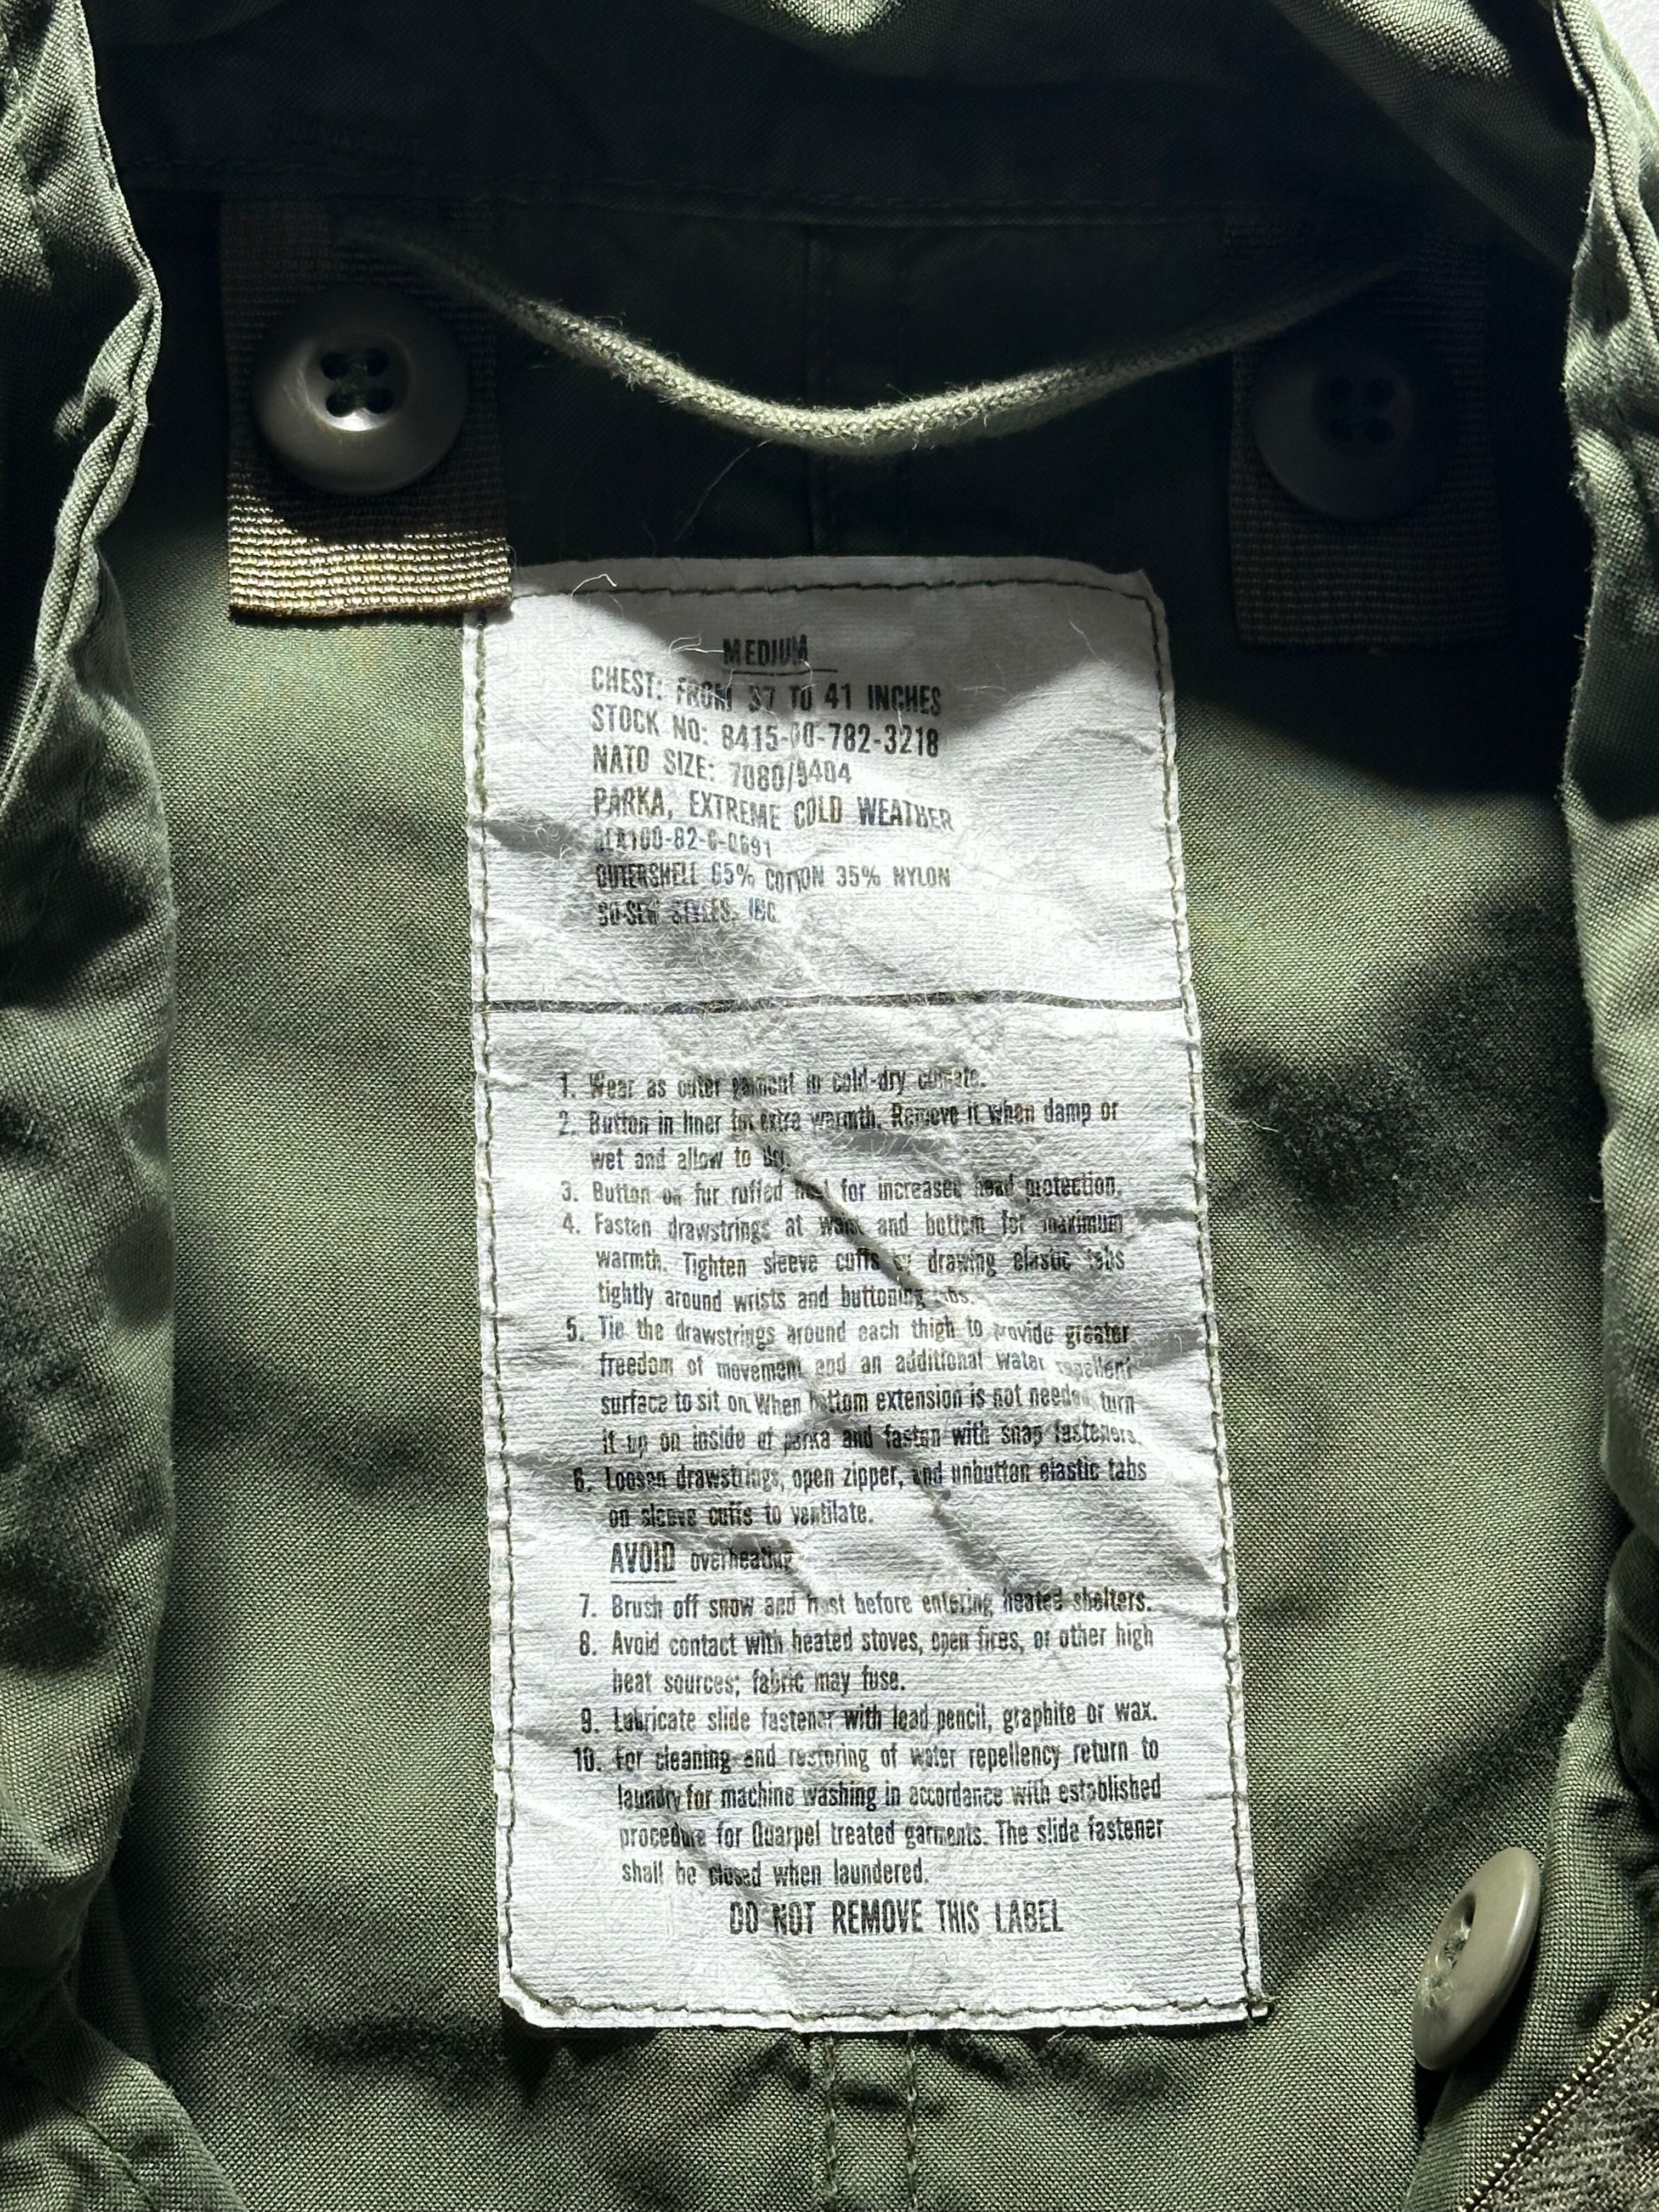 MEDIUM
CHEST: FROM 37 TO 41 INCHES
STOCK NO: 8415-00-782-3218
NATO SIZE: 7080/9404
PARKA, EXTREME COLD WEATHER
OUTERSHELL 65% COTTON 35% NYLON
SO-SEW STYLES, INC
1. Wear as outer garment in cold-dry climate.
2. Button in liner for extra warmth. Remove it when damp or
wet and allow to dry.
3. Button on fur ruffed hood for increased head protection.
4. Fasten drawstrings at waist and bottom for maximum
warmth. Tighten sleeve cuffs by drawing elastic tabs
tightly around wrists and buttoning tabs.
5. Tie the drawstrings around each thigh to provide greater
freedom of movement and an additional water repellent
surface to sit on. When bottom extension is not needed, turn
it up on inside of parka and fasten with snap fasteners.
6. Loosen drawstrings, open zipper, and unbutton elastic tabs
on sleeve cuffs to ventilate.
AVOID overheating
7. Brush off snow and frost before entering heated shelters.
8. Avoid contact with heated stoves, open fires, or other high
heat sources; fabric may fuse.
9. Lubricate slide fastener with lead pencil, graphite or wax.
10. For cleaning and restoring of water repellency return to
laundry for machine washing in accordance with established
procedure for Quarpel treated garments. The slide fastener
shall be closed when laundered.
DO NOT REMOVE THIS LABEL